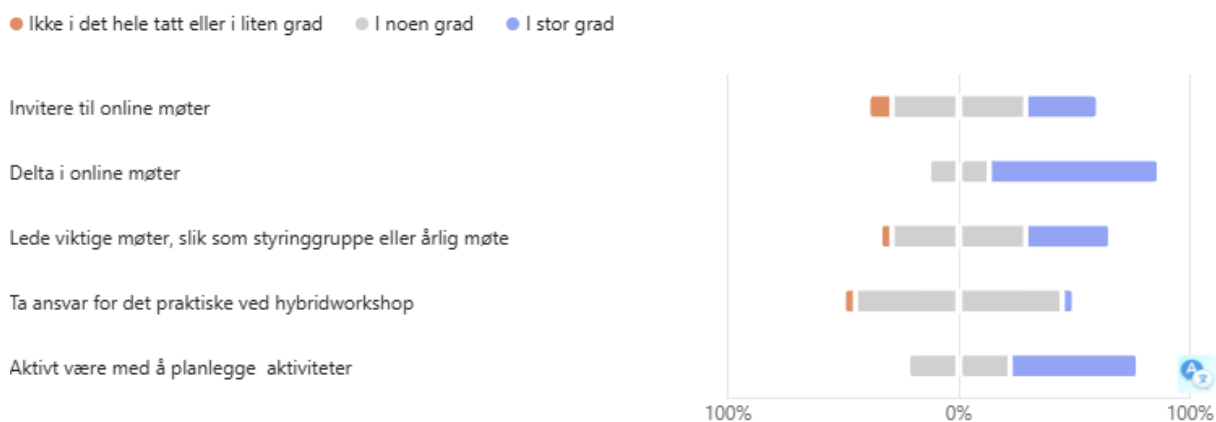 Ikke i det hele tatt eller i liten grad I noen grad I stor grad
Invitere til online møter
Delta i online møter
Lede viktige møter, slik som styringgruppe eller årlig møte
Ta ansvar for det praktiske ved hybridworkshop
Aktivt være med å planlegge aktiviteter
100% 0% 100%
A